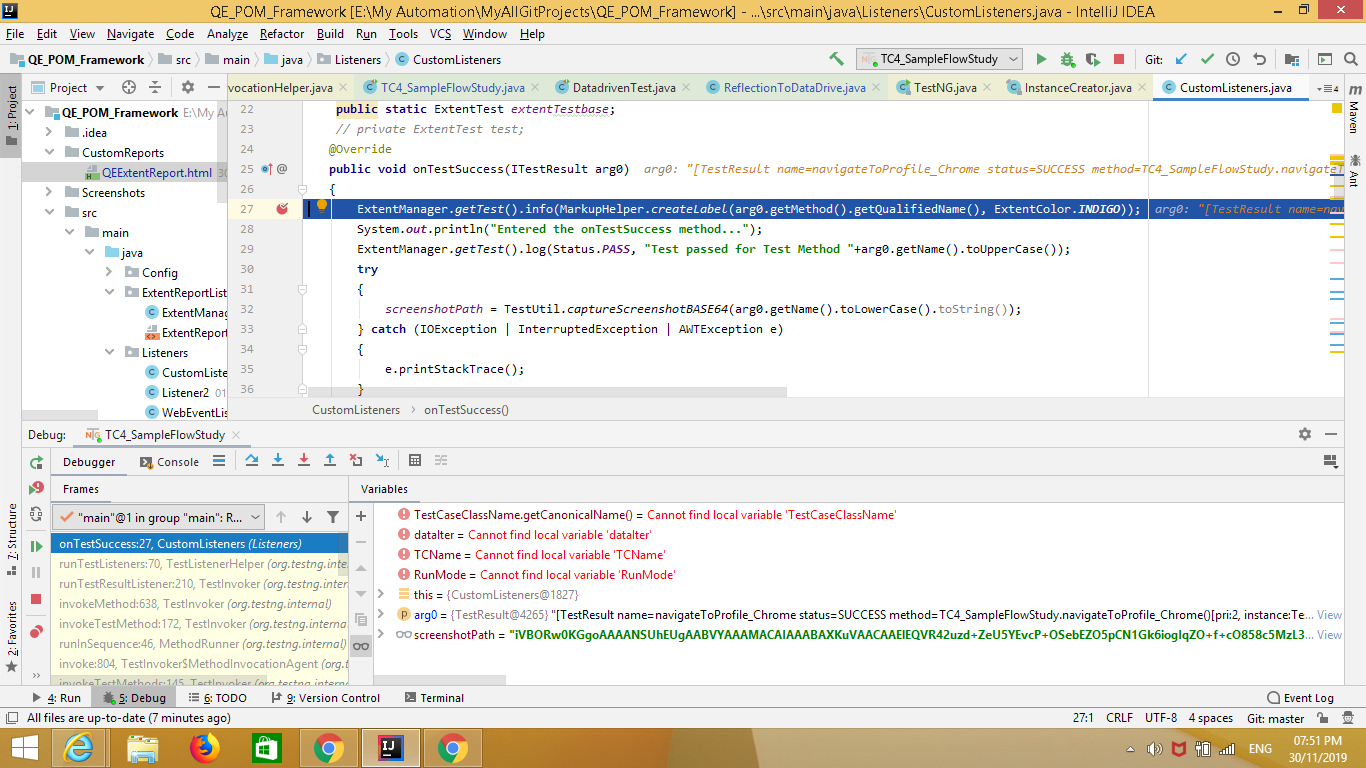 QE_POM_Framework [E:\My Automation\MyAllGitProjects\QE_POM_Framework] - ...\src\main\java\Listeners\CustomListeners.java - IntelliJ IDEA
File Edit View Navigate Code Analyze Refactor Build Run Tools VCS Window Help
QE_POM_Framework src main java Listeners CustomListeners TC4_SampleFlowStudy Git:
1: Project
7: Structure
2: Favorites
Project
QE_POM_Framework E:\My A
.idea
CustomReports
QEExtentReport.html 30
Screenshots
src
main
java
Config
ExtentReportList
ExtentManag
ExtentReport
Listeners
CustomListe
Listener2 01
WebEventLis
vocationHelper.java TC4_SampleFlowStudy.java DatadrivenTest.java ReflectionToDataDrive.java TestNG.java InstanceCreator.java CustomListeners.java 4
22 public static ExtentTest extentTestbase;
23 // private ExtentTest test;
24 @Override
25 @ public void onTestSuccess(ITestResult arg0) arg0: "[TestResult name=navigateToProfile_Chrome status=SUCCESS method=TC4_SampleFlowStudy.navigateT
26 {
27 ExtentManager.getTest().info(MarkupHelper.createLabel(arg0.getMethod().getQualifiedName(), ExtentColor.INDIGO)); arg0: "[TestResult name=nav
28 System.out.println("Entered the onTestSuccess method...");
29 ExtentManager.getTest().log(Status.PASS, "Test passed for Test Method "+arg0.getName().toUpperCase());
30 try
31 {
32 screenshotPath = TestUtil.captureScreenshotBASE64(arg0.getName().toLowerCase().toString());
33 } catch (IOException | InterruptedException | AWTException e)
34 {
35 e.printStackTrace();
36 }
CustomListeners onTestSuccess()
Maven
Ant
Debug: TC4_SampleFlowStudy
Debugger Console
Frames
"main"@1 in group "main": R...
onTestSuccess:27, CustomListeners (Listeners)
runTestListeners:70, TestListenerHelper (org.testng.inte
runTestResultListener:210, TestInvoker (org.testng.inter
invokeMethod:638, TestInvoker (org.testng.internal)
invokeTestMethod:172, TestInvoker (org.testng.internal
runInSequence:46, MethodRunner (org.testng.internal)
invoke:804, TestInvoker$MethodInvocationAgent (org.te
invokeTestMethods:145, TestInvoker (org.testng.interna
Variables
TestCaseClassName.getCanonicalName() = Cannot find local variable 'TestCaseClassName'
dataIter = Cannot find local variable 'dataIter'
TCName = Cannot find local variable 'TCName'
RunMode = Cannot find local variable 'RunMode'
this = {CustomListeners@1827}
arg0 = {TestResult@4265} "[TestResult name=navigateToProfile_Chrome status=SUCCESS method=TC4_SampleFlowStudy.navigateToProfile_Chrome()[pri:2, instance:Te... View
screenshotPath = "iVBORw0KGgoAAAANSUhEUgAABVYAAAMACAIAAABAXKuVAACAAElEQVR42uzd+ZeU5YEvcP+OSebEZO5pCN1Gk6iogIqZO+f+cO858c5MzL3... View
4: Run 5: Debug 6: TODO 9: Version Control Terminal Event Log
All files are up-to-date (7 minutes ago) 27:1 CRLF UTF-8 4 spaces Git: master
ENG
07:51 PM
30/11/2019